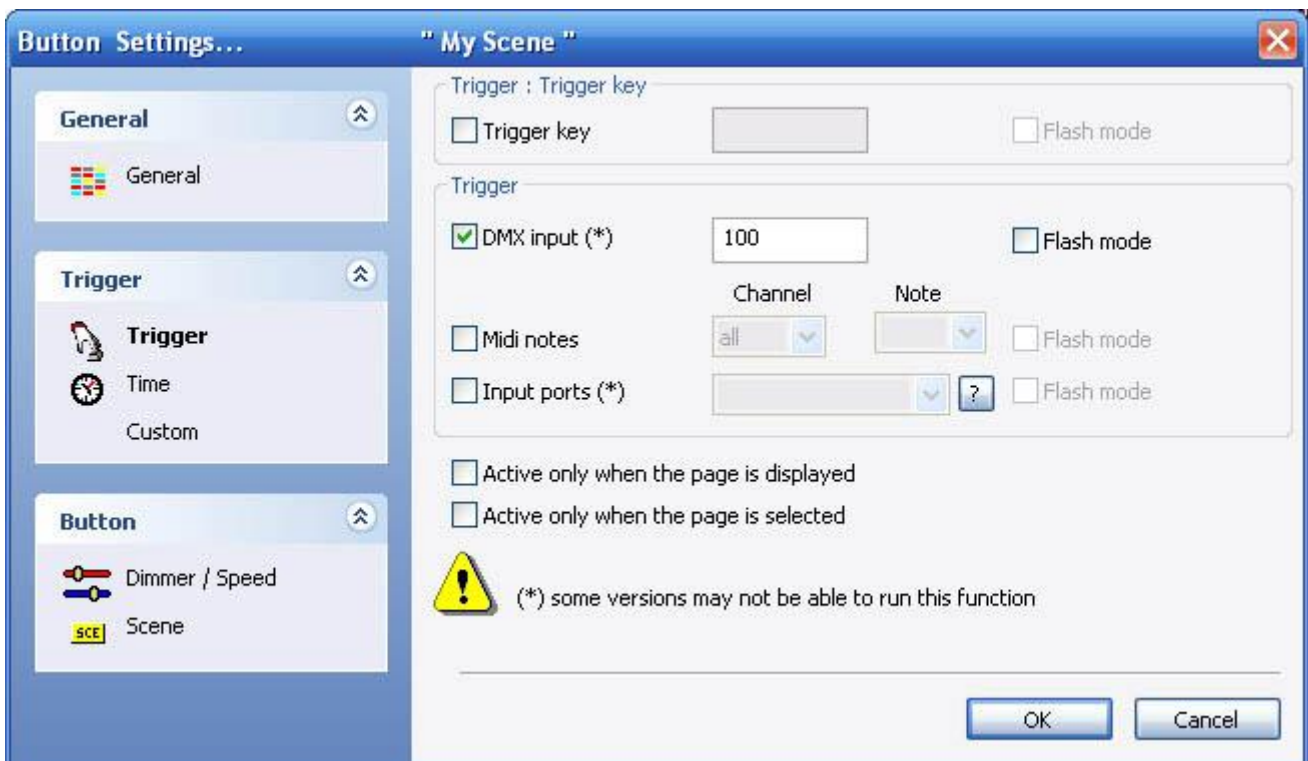 Button Settings... " My Scene "
General
General
Trigger
Trigger
Time
Custom
Button
Dimmer / Speed
SCE Scene
Trigger : Trigger key
Trigger key Flash mode
Trigger
DMX input (*) 100 Flash mode
Channel Note
Midi notes all Flash mode
Input ports (*) ? Flash mode
Active only when the page is displayed
Active only when the page is selected
(*) some versions may not be able to run this function
OK Cancel